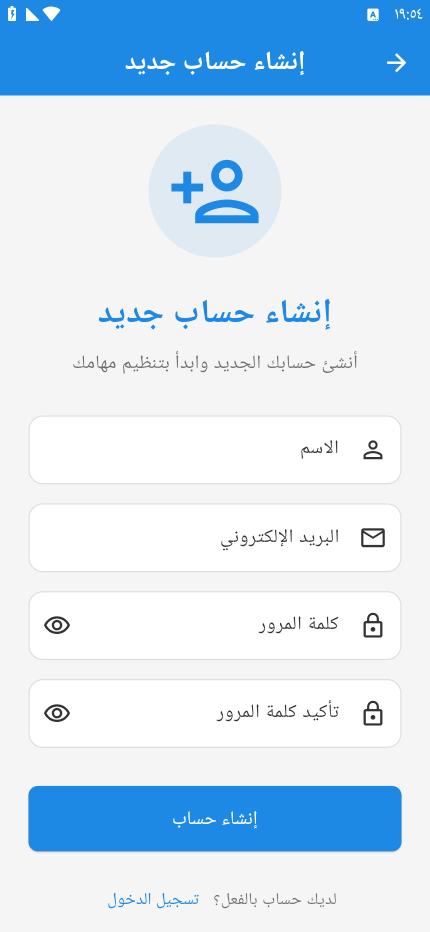 ١٩:٥٤ A
إنشاء حساب جديد
إنشاء حساب جديد
أنشئ حسابك الجديد وابدأ بتنظيم مهامك
الاسم
البريد الإلكتروني
كلمة المرور
تأكيد كلمة المرور
إنشاء حساب
لديك حساب بالفعل؟ تسجيل الدخول